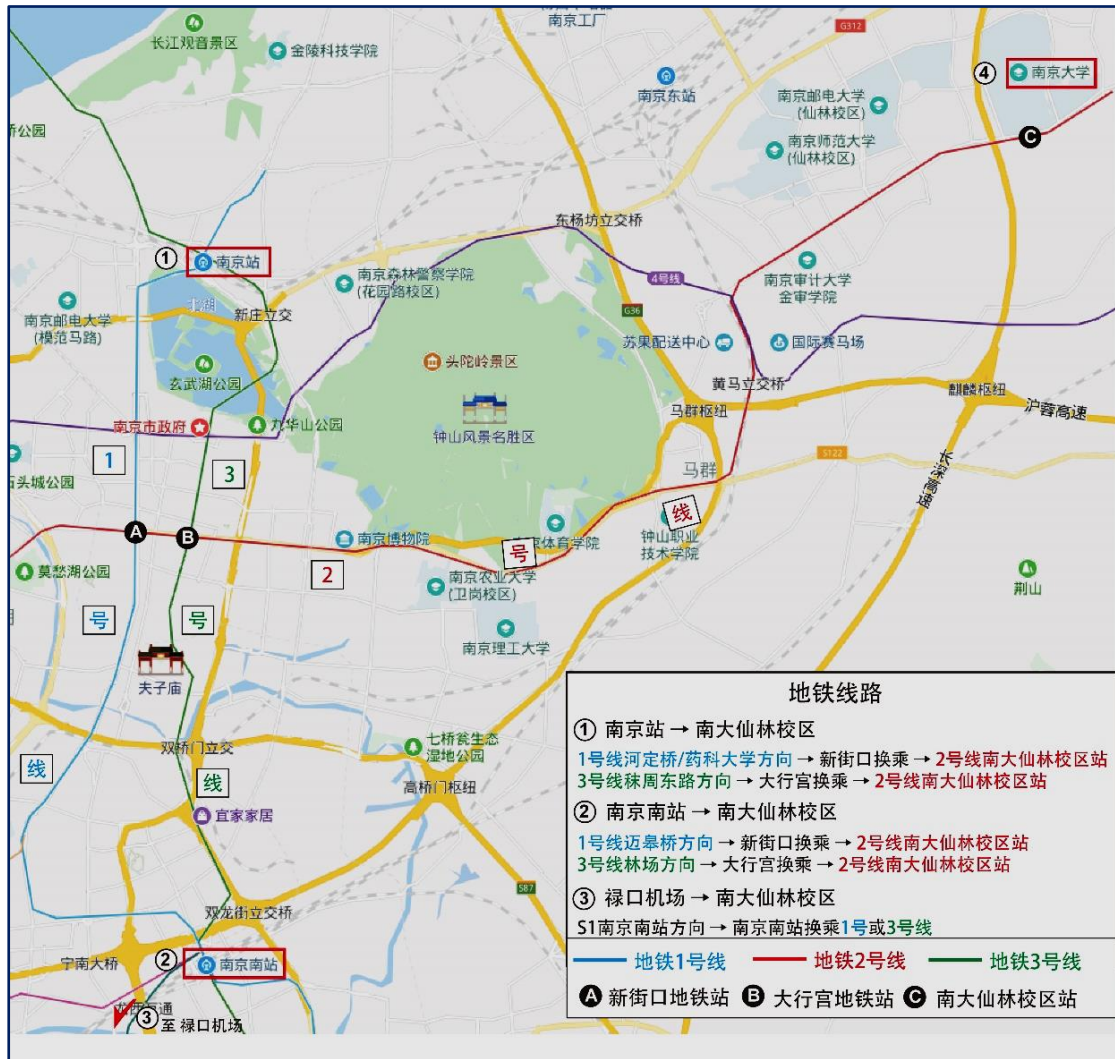 南京工厂
G312
长江观音景区
金陵科技学院
④
南京大学
南京东站
南京邮电大学
(仙林校区)
南京师范大学
(仙林校区)
C
桥公园
东杨坊立交桥
①
南京站
南京森林警察学院
(花园路校区)
4号线
南京审计大学
金审学院
南京邮电大学
(模范马路)
新庄立交
G36
苏果配送中心
国际赛马场
头陀岭景区
玄武湖公园
黄马立交桥
麒麟枢纽
马群枢纽
沪蓉高速
南京市政府
九华山公园
钟山风景名胜区
1
3
马群
S122
长深高速
石头城公园
线
A
B
南京博物院
号
京体育学院
钟山职业
技术学院
莫愁湖公园
2
南京农业大学
(卫岗校区)
荆山
号
号
南京理工大学
夫子庙
双桥门立交
七桥瓮生态
湿地公园
线
线
高桥门枢纽
宜家家居
S87
双龙街立交桥
宁南大桥
②
南京南站
③
至 禄口机场
地铁线路
① 南京站 → 南大仙林校区
1号线河定桥/药科大学方向 → 新街口换乘 → 2号线南大仙林校区站
3号线秣周东路方向 → 大行宫换乘 → 2号线南大仙林校区站
② 南京南站 → 南大仙林校区
1号线迈皋桥方向 → 新街口换乘 → 2号线南大仙林校区站
3号线林场方向 → 大行宫换乘 → 2号线南大仙林校区站
③ 禄口机场 → 南大仙林校区
S1南京南站方向 → 南京南站换乘1号或3号线
地铁1号线 地铁2号线 地铁3号线
A 新街口地铁站 B 大行宫地铁站 C 南大仙林校区站